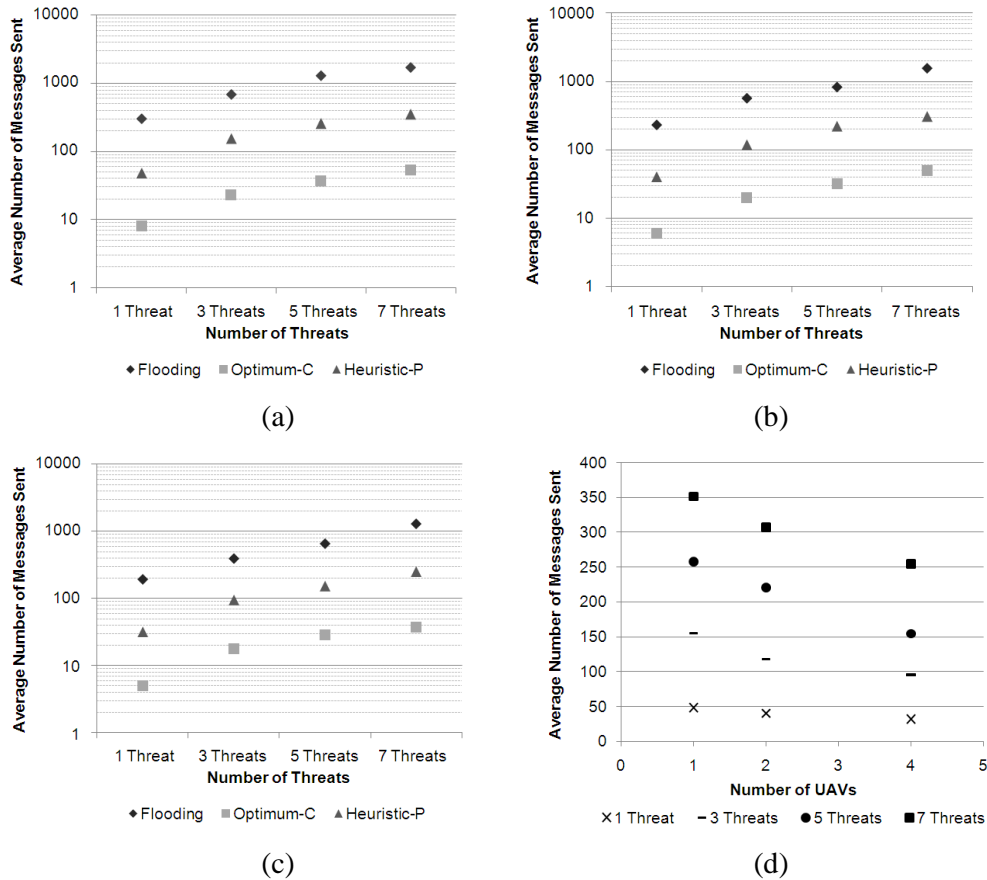 10000
1000
100
10
1
Average Number of Messages Sent
1 Threat 3 Threats 5 Threats 7 Threats
Number of Threats
Flooding Optimum-C Heuristic-P
(a)
10000
1000
100
10
1
Average Number of Messages Sent
1 Threat 3 Threats 5 Threats 7 Threats
Number of Threats
Flooding Optimum-C Heuristic-P
(b)
10000
1000
100
10
1
Average Number of Messages Sent
1 Threat 3 Threats 5 Threats 7 Threats
Number of Threats
Flooding Optimum-C Heuristic-P
(c)
400
350
300
250
200
150
100
50
0
Average Number of Messages Sent
0 1 2 3 4 5
Number of UAVs
1 Threat 3 Threats 5 Threats 7 Threats
(d)